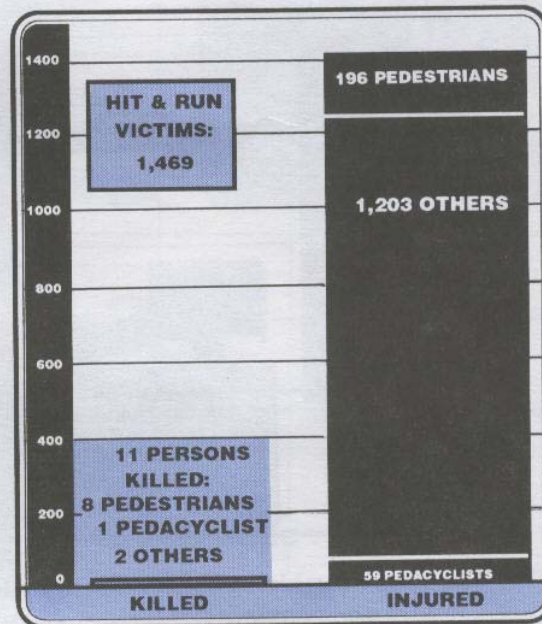 1400
1200
1000
800
600
400
200
0
HIT & RUN
VICTIMS:
1,469
196 PEDESTRIANS
1,203 OTHERS
11 PERSONS
KILLED:
8 PEDESTRIANS
1 PEDACYCLIST
2 OTHERS
59 PEDACYCLISTS
KILLED
INJURED